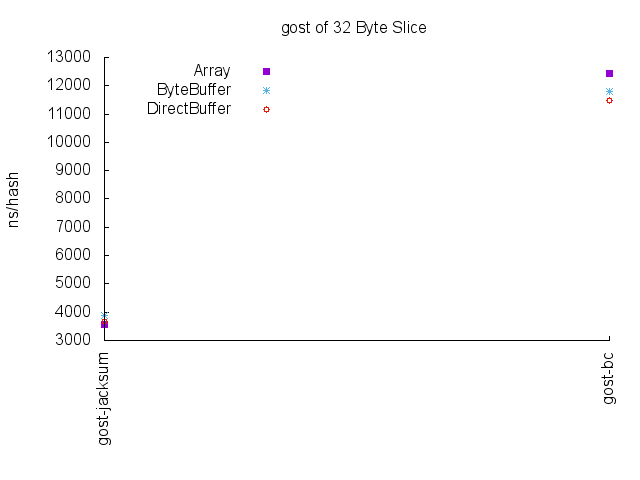 gost of 32 Byte Slice
13000
12000
11000
10000
9000
8000
7000
6000
5000
4000
3000
ns/hash
Array
ByteBuffer
DirectBuffer
gost-jacksum
gost-bc